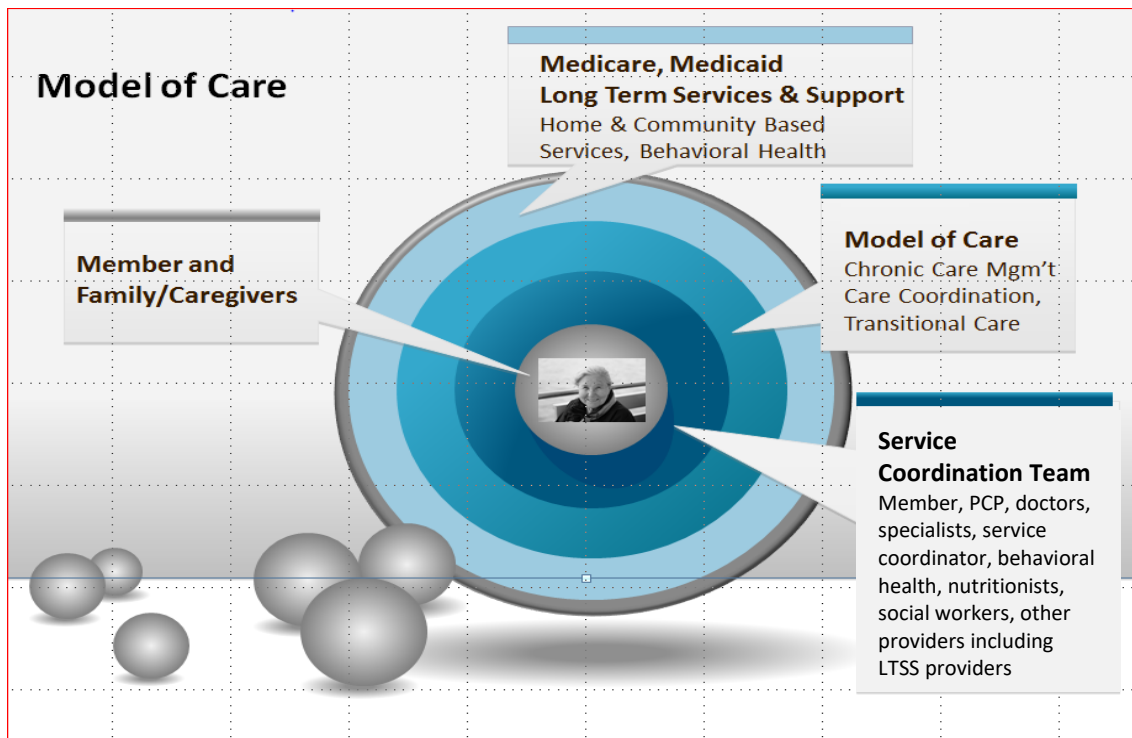 Model of Care
Medicare, Medicaid
Long Term Services & Support
Home & Community Based
Services, Behavioral Health
Member and
Family/Caregivers
Model of Care
Chronic Care Mgm't
Care Coordination,
Transitional Care
Service
Coordination Team
Member, PCP, doctors,
specialists, service
coordinator, behavioral
health, nutritionists,
social workers, other
providers including
LTSS providers